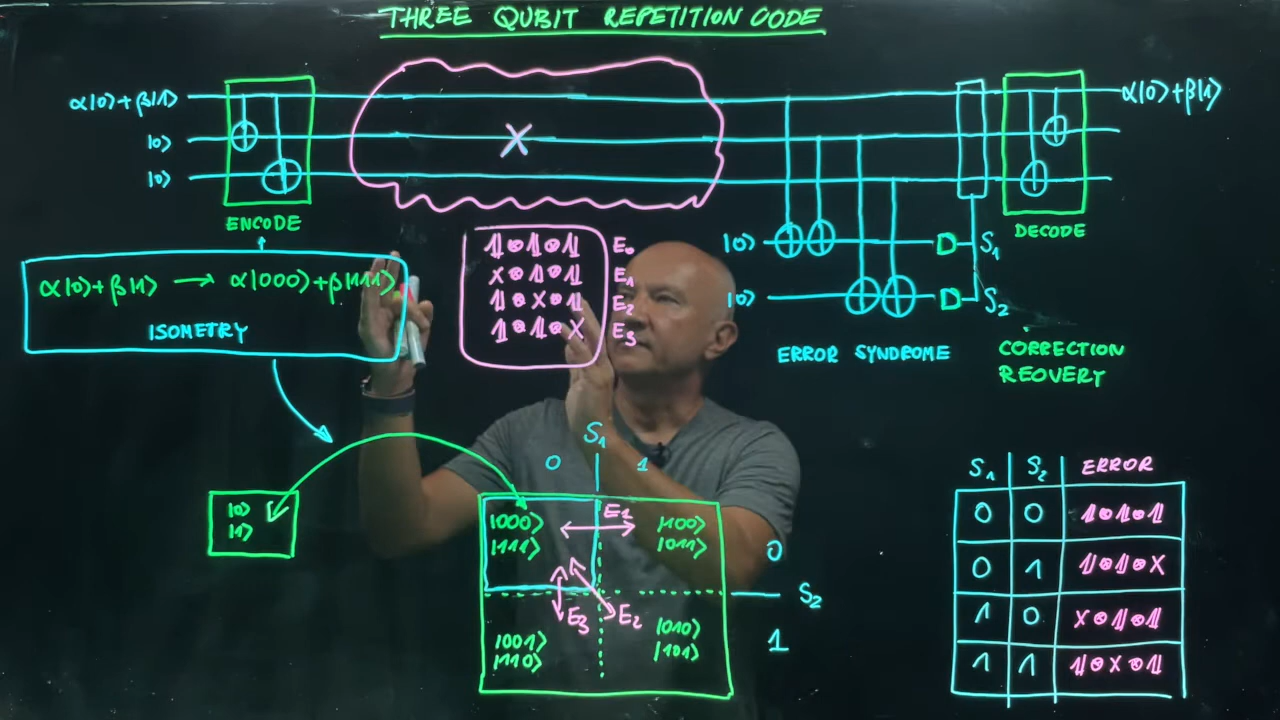 THREE QUBIT REPETITION CODE
α|0⟩+β|1⟩
|0⟩
|0⟩
X
α|0⟩+β|1⟩
ENCODE
DECODE
|0⟩ D S₁
|0⟩ D S₂
ERROR SYNDROME
CORRECTION
REOVERY
α|0⟩+β|1⟩ → α|000⟩+β|111⟩
ISOMETRY
𝟙⊗𝟙⊗𝟙 E₀
X⊗𝟙⊗𝟙 E₁
𝟙⊗X⊗𝟙 E₂
𝟙⊗𝟙⊗X E₃
|0⟩
|1⟩
S₁
0 1
|000⟩ E₁ |100⟩ 0
|111⟩ |011⟩
S₂
E₃ E₂
|001⟩ |010⟩ 1
|110⟩ |101⟩
S₁ S₂ ERROR
0 0 𝟙⊗𝟙⊗𝟙
0 1 𝟙⊗𝟙⊗X
1 0 X⊗𝟙⊗𝟙
1 1 𝟙⊗X⊗𝟙